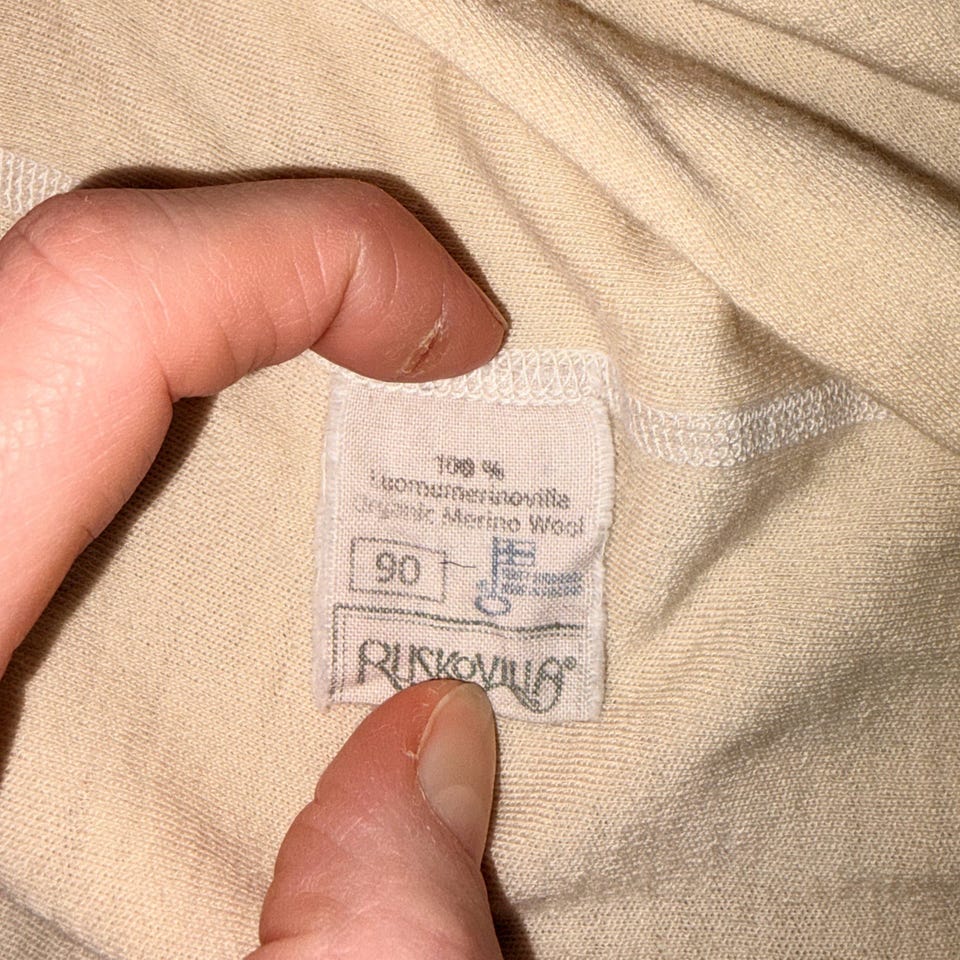 100 %
Luomumerinovilla
Organic Merino Wool
90
RUSKOVILLA®